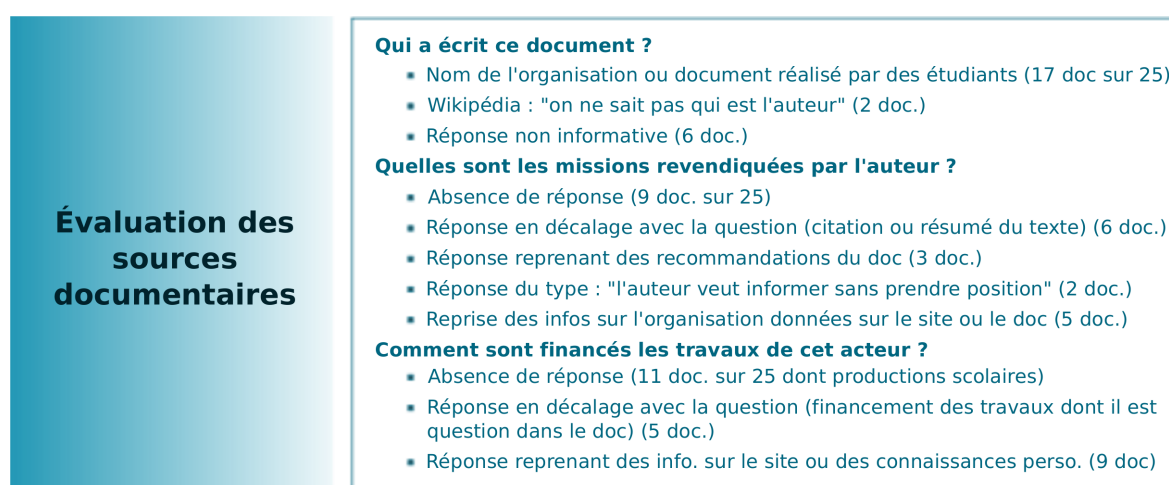 Évaluation des
sources
documentaires
Qui a écrit ce document ?
▪ Nom de l'organisation ou document réalisé par des étudiants (17 doc sur 25)
▪ Wikipédia : "on ne sait pas qui est l'auteur" (2 doc.)
▪ Réponse non informative (6 doc.)
Quelles sont les missions revendiquées par l'auteur ?
▪ Absence de réponse (9 doc. sur 25)
▪ Réponse en décalage avec la question (citation ou résumé du texte) (6 doc.)
▪ Réponse reprenant des recommandations du doc (3 doc.)
▪ Réponse du type : "l'auteur veut informer sans prendre position" (2 doc.)
▪ Reprise des infos sur l'organisation données sur le site ou le doc (5 doc.)
Comment sont financés les travaux de cet acteur ?
▪ Absence de réponse (11 doc. sur 25 dont productions scolaires)
▪ Réponse en décalage avec la question (financement des travaux dont il est
question dans le doc) (5 doc.)
▪ Réponse reprenant des info. sur le site ou des connaissances perso. (9 doc)